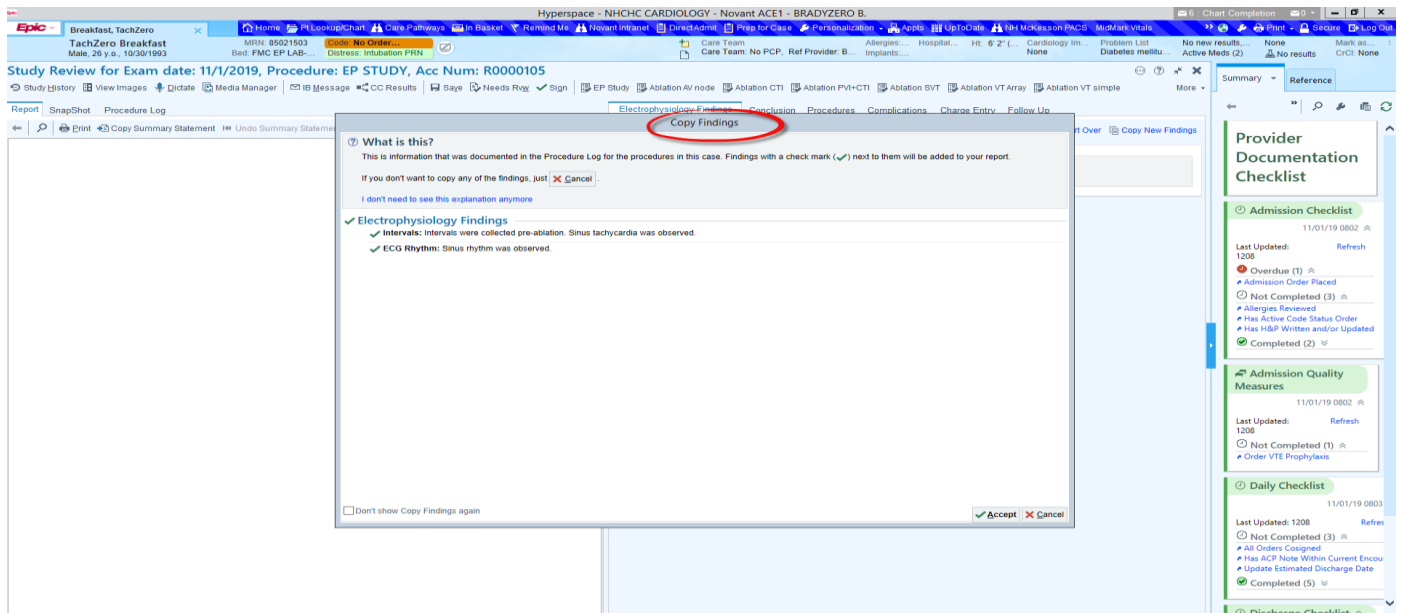 Hyperspace - NHCHC CARDIOLOGY - Novant ACE1 - BRADYZERO B.
6 Chart Completion 0
Epic
Breakfast, TachZero
Home Pt Lookup/Chart Care Pathways In Basket Remind Me Novant Intranet Direct Admit Prep for Case Personalization Appts UpToDate NH McKesson PACS MidMark Vitals Print Secure Log Out
TachZero Breakfast MRN: 85021503 Code: No Order... Care Team Allergies:... Hospital... Ht: 6' 2" (... Cardiology Im... Problem List No new results,... None Mark as...
Male, 26 y.o., 10/30/1993 Bed: FMC EP LAB-... Distress: Intubation PRN Care Team: No PCP, Ref Provider: B... Implants:... None Diabetes mellitu... Active Meds (2) No results CrCl: None
Study Review for Exam date: 11/1/2019, Procedure: EP STUDY, Acc Num: R0000105
Study History View Images Dictate Media Manager IB Message CC Results Save Needs Rvw Sign EP Study Ablation AV node Ablation CTI Ablation PVI+CTI Ablation SVT Ablation VT Array Ablation VT simple More
Report SnapShot Procedure Log
Electrophysiology Findings Conclusion Procedures Complications Charge Entry Follow Up
Print Copy Summary Statement Undo Summary Stateme
rt Over Copy New Findings
Copy Findings
What is this?
This is information that was documented in the Procedure Log for the procedures in this case. Findings with a check mark (✓) next to them will be added to your report.
If you don't want to copy any of the findings, just Cancel .
I don't need to see this explanation anymore
Electrophysiology Findings
Intervals: Intervals were collected pre-ablation. Sinus tachycardia was observed.
ECG Rhythm: Sinus rhythm was observed.
Don't show Copy Findings again
Accept Cancel
Summary Reference
Provider
Documentation
Checklist
Admission Checklist
11/01/19 0802
Last Updated: Refresh
1208
Overdue (1)
Admission Order Placed
Not Completed (3)
Allergies Reviewed
Has Active Code Status Order
Has H&P Written and/or Updated
Completed (2)
Admission Quality
Measures
11/01/19 0802
Last Updated: Refresh
1208
Not Completed (1)
Order VTE Prophylaxis
Daily Checklist
11/01/19 0803
Last Updated: 1208 Refres
Not Completed (3)
All Orders Cosigned
Has ACP Note Within Current Encou
Update Estimated Discharge Date
Completed (5)
Discharge Checklist